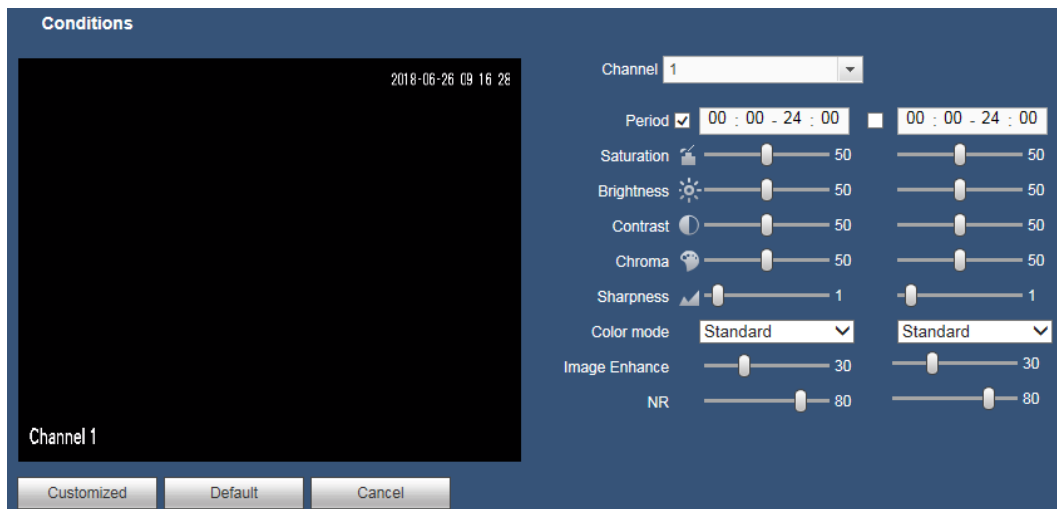 Conditions
2018-06-26 09 16 28
Channel 1
Channel 1
Period 00 : 00 - 24 : 00 00 : 00 - 24 : 00
Saturation 50 50
Brightness 50 50
Contrast 50 50
Chroma 50 50
Sharpness 1 1
Color mode Standard Standard
Image Enhance 30 30
NR 80 80
Customized Default Cancel